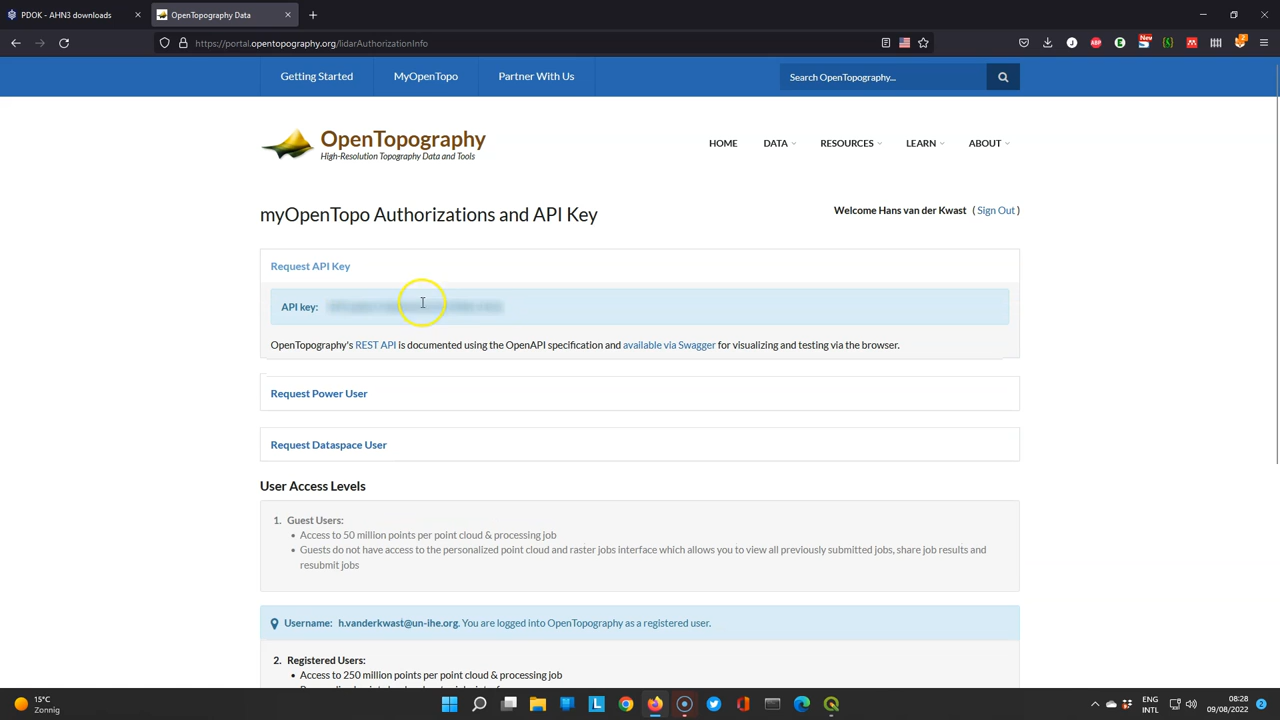 PDOK - AHN3 downloads
OpenTopography Data
https://portal.opentopography.org/lidarAuthorizationInfo
New
Getting Started
MyOpenTopo
Partner With Us
Search OpenTopography...
OpenTopography
High-Resolution Topography Data and Tools
HOME
DATA
RESOURCES
LEARN
ABOUT
myOpenTopo Authorizations and API Key
Welcome Hans van der Kwast ( Sign Out )
Request API Key
API key:
OpenTopography's REST API is documented using the OpenAPI specification and available via Swagger for visualizing and testing via the browser.
Request Power User
Request Dataspace User
User Access Levels
1. Guest Users:
• Access to 50 million points per point cloud & processing job
• Guests do not have access to the personalized point cloud and raster jobs interface which allows you to view all previously submitted jobs, share job results and
resubmit jobs
Username: h.vanderkwast@un-ihe.org. You are logged into OpenTopography as a registered user.
2. Registered Users:
• Access to 250 million points per point cloud & processing job
15°C
Zonnig
ENG
INTL
08:28
09/08/2022